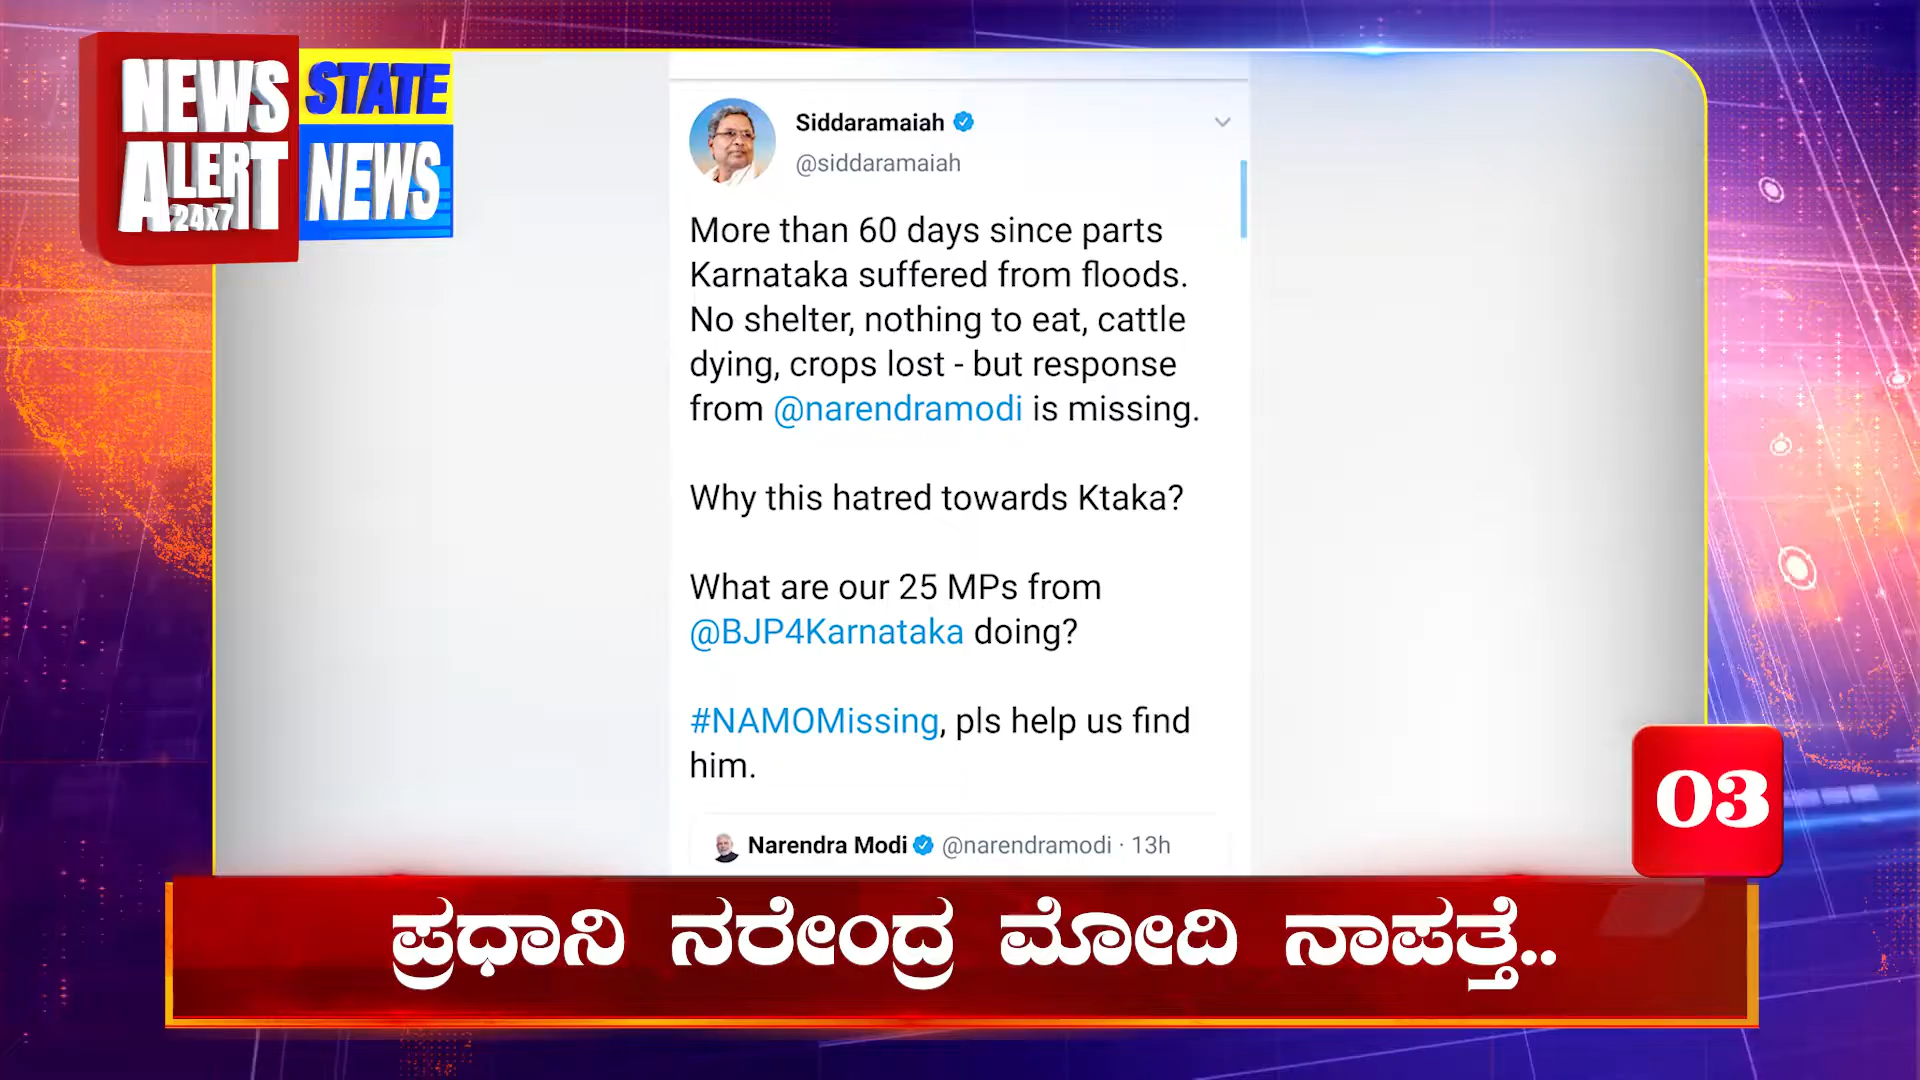 NEWS
ALERT
24x7
STATE
NEWS
Siddaramaiah
@siddaramaiah
More than 60 days since parts
Karnataka suffered from floods.
No shelter, nothing to eat, cattle
dying, crops lost - but response
from @narendramodi is missing.
Why this hatred towards Ktaka?
What are our 25 MPs from
@BJP4Karnataka doing?
#NAMOMissing, pls help us find
him.
Narendra Modi @narendramodi · 13h
03
ಪ್ರಧಾನಿ ನರೇಂದ್ರ ಮೋದಿ ನಾಪತ್ತೆ..